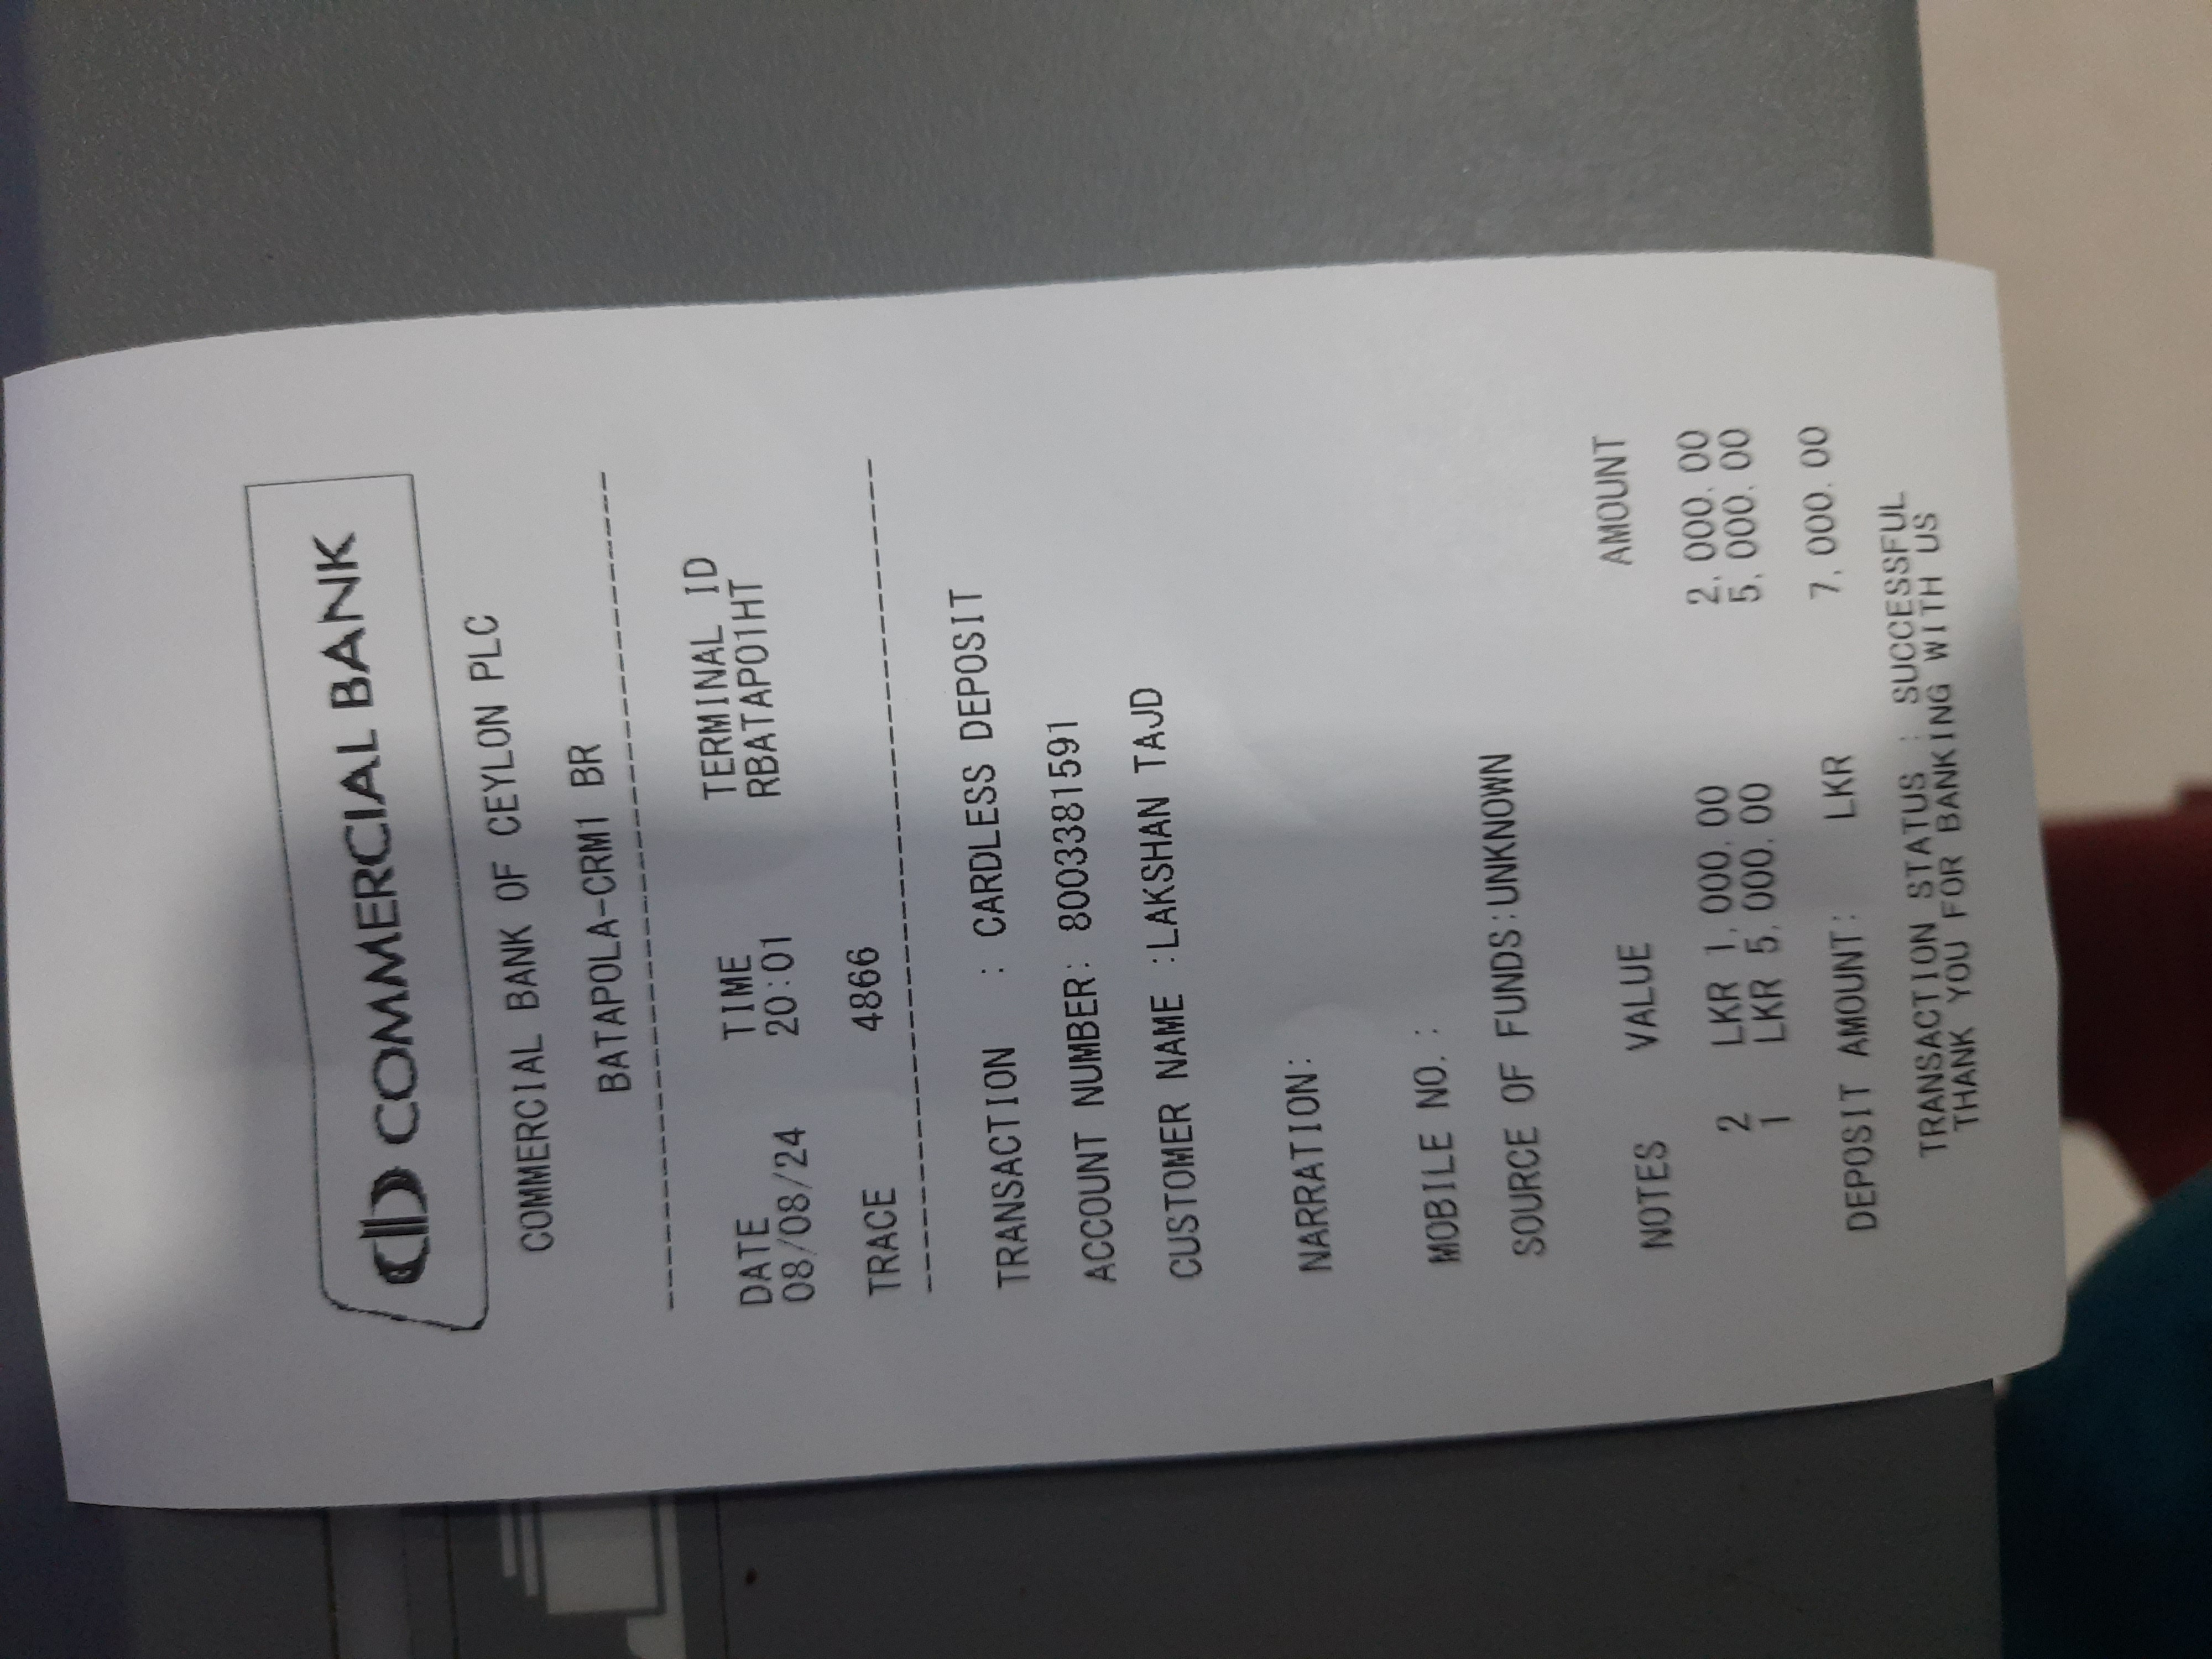 COMMERCIAL BANK
COMMERCIAL BANK OF CEYLON PLC
BATAPOLA-CRM1 BR
DATE TIME TERMINAL ID
08/08/24 20:01 RBATAP01HT
TRACE 4866
TRANSACTION : CARDLESS DEPOSIT
ACCOUNT NUMBER: 8003381591
CUSTOMER NAME :LAKSHAN TAJD
NARRATION:
MOBILE NO.:
SOURCE OF FUNDS:UNKNOWN
NOTES VALUE AMOUNT
2 LKR 1,000.00 2,000.00
1 LKR 5,000.00 5,000.00
DEPOSIT AMOUNT: LKR 7,000.00
TRANSACTION STATUS : SUCCESSFUL
THANK YOU FOR BANKING WITH US